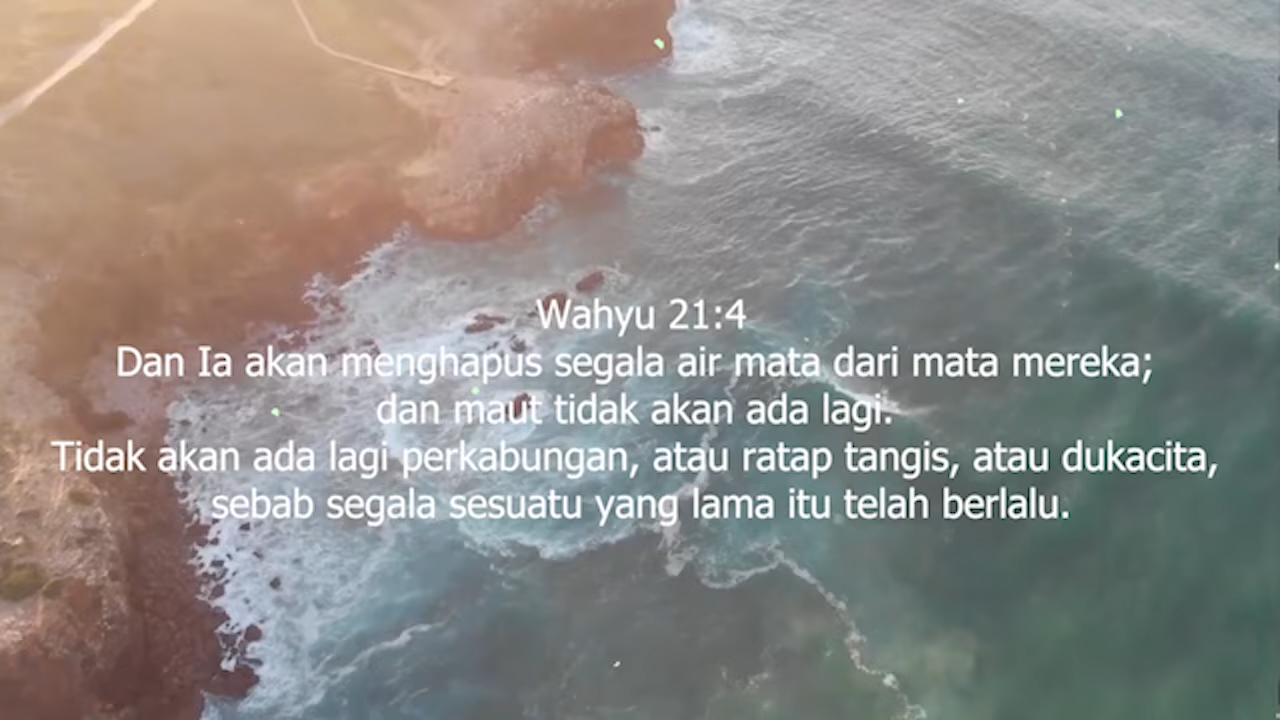 Wahyu 21:4
Dan Ia akan menghapus segala air mata dari mata mereka;
dan maut tidak akan ada lagi.
Tidak akan ada lagi perkabungan, atau ratap tangis, atau dukacita,
sebab segala sesuatu yang lama itu telah berlalu.